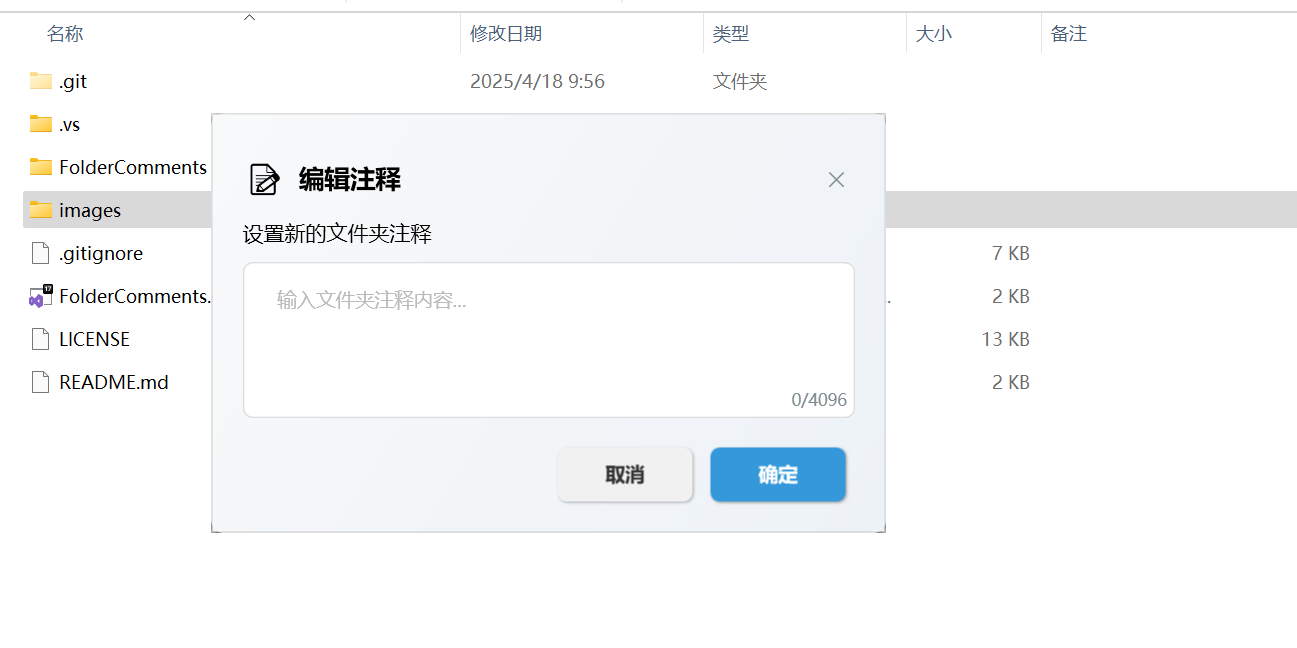 名称 修改日期 类型 大小 备注
.git 2025/4/18 9:56 文件夹
.vs
FolderComments
images
.gitignore 7 KB
FolderComments. . 2 KB
LICENSE 13 KB
README.md 2 KB
编辑注释
设置新的文件夹注释
输入文件夹注释内容...
0/4096
取消 确定